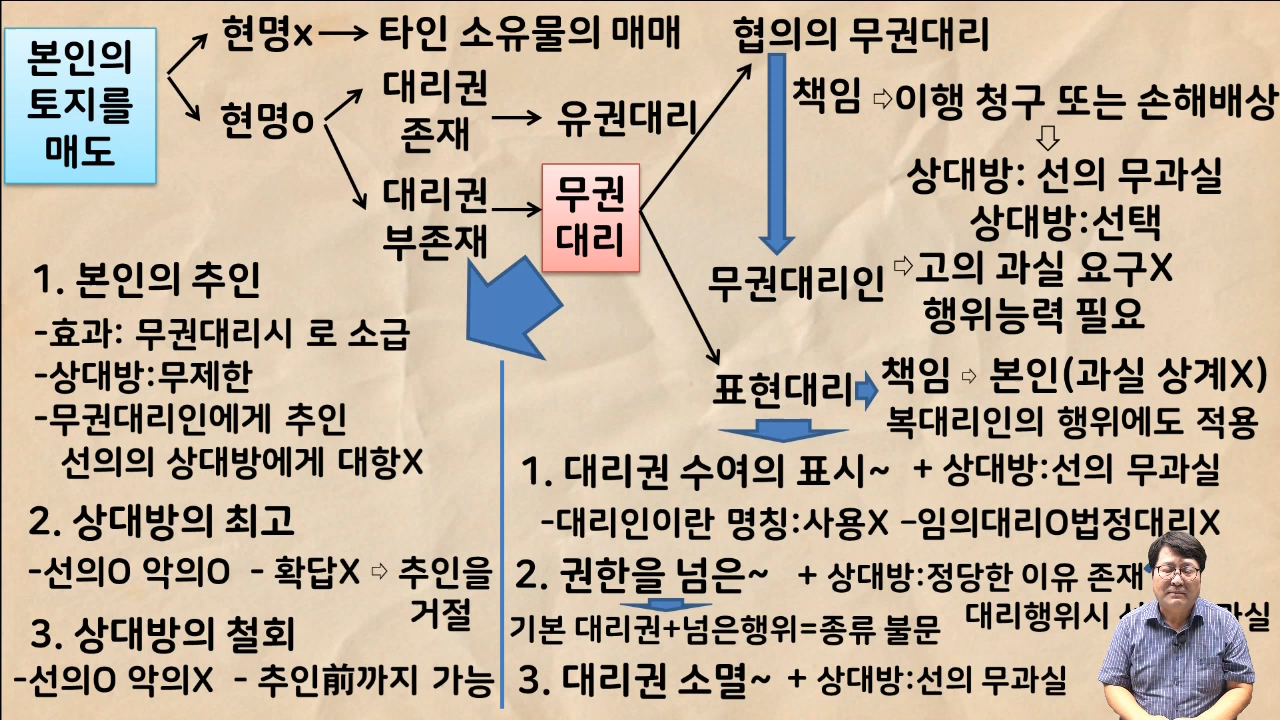 본인의
토지를
매도
현명x → 타인 소유물의 매매
현명o
대리권
존재 → 유권대리
대리권
부존재 → 무권
대리
협의의 무권대리
책임 ⇨이행 청구 또는 손해배상
상대방: 선의 무과실
상대방:선택
무권대리인 ⇨고의 과실 요구X
행위능력 필요
표현대리
책임 ⇨ 본인(과실 상계X)
복대리인의 행위에도 적용
1. 본인의 추인
-효과: 무권대리시 로 소급
-상대방:무제한
-무권대리인에게 추인
선의의 상대방에게 대항X
2. 상대방의 최고
-선의O 악의O - 확답X ⇨ 추인을
거절
3. 상대방의 철회
-선의O 악의X - 추인前까지 가능
1. 대리권 수여의 표시~ + 상대방:선의 무과실
-대리인이란 명칭:사용X -임의대리O법정대리X
2. 권한을 넘은~ + 상대방:정당한 이유 존재
대리행위시
기본 대리권+넘은행위=종류 불문
3. 대리권 소멸~ + 상대방:선의 무과실